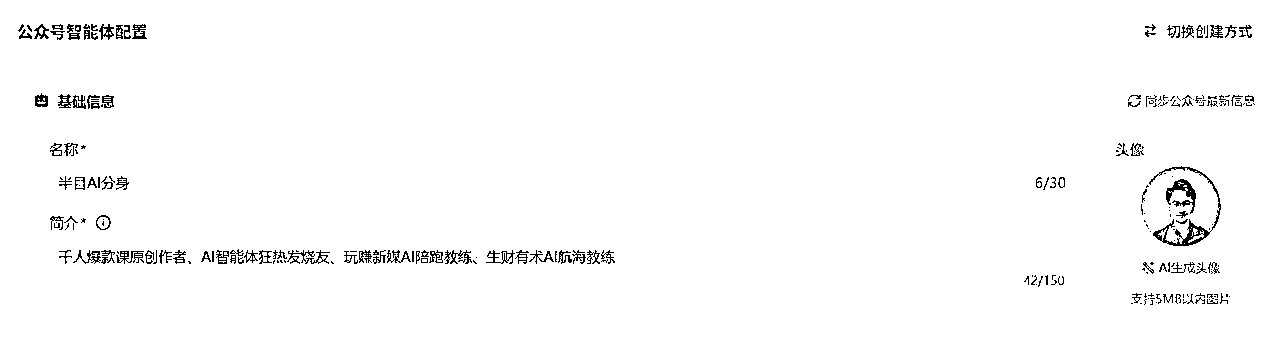 公众号智能体配置
切换创建方式
基础信息
同步公众号最新信息
名称*
头像
半目AI分身
6/30
简介*
千人爆款课原创作者、AI智能体狂热发烧友、玩赚新媒AI陪跑教练、生财有术AI航海教练
42/150
AI生成头像
支持5MB以内图片